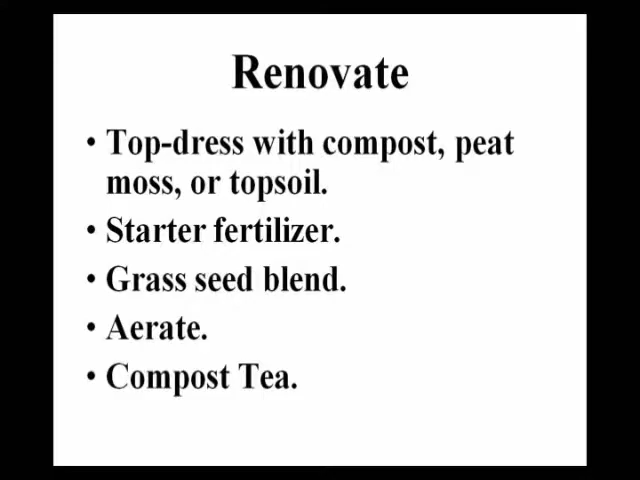 Renovate
• Top-dress with compost, peat
moss, or topsoil.
• Starter fertilizer.
• Grass seed blend.
• Aerate.
• Compost Tea.